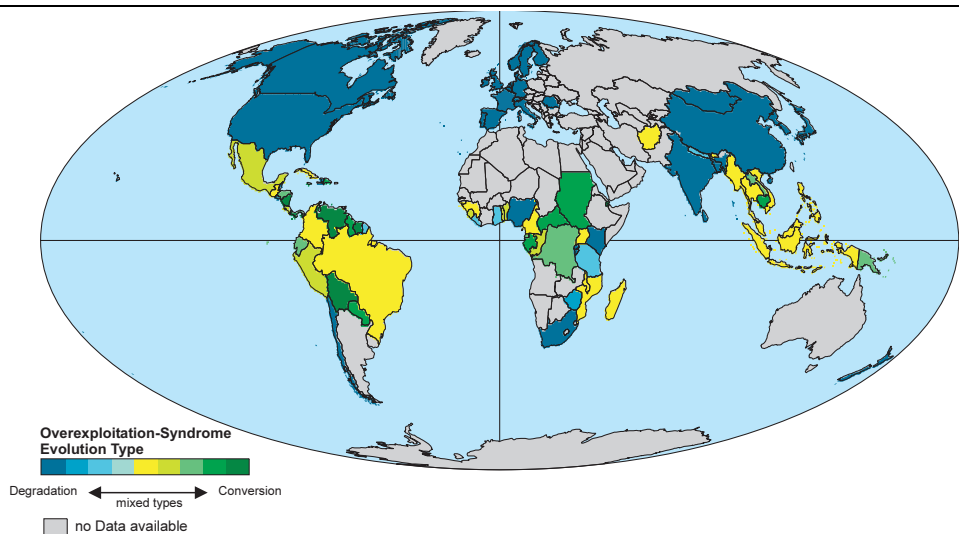 Overexploitation-Syndrome
Evolution Type
Degradation
Conversion
mixed types
no Data available